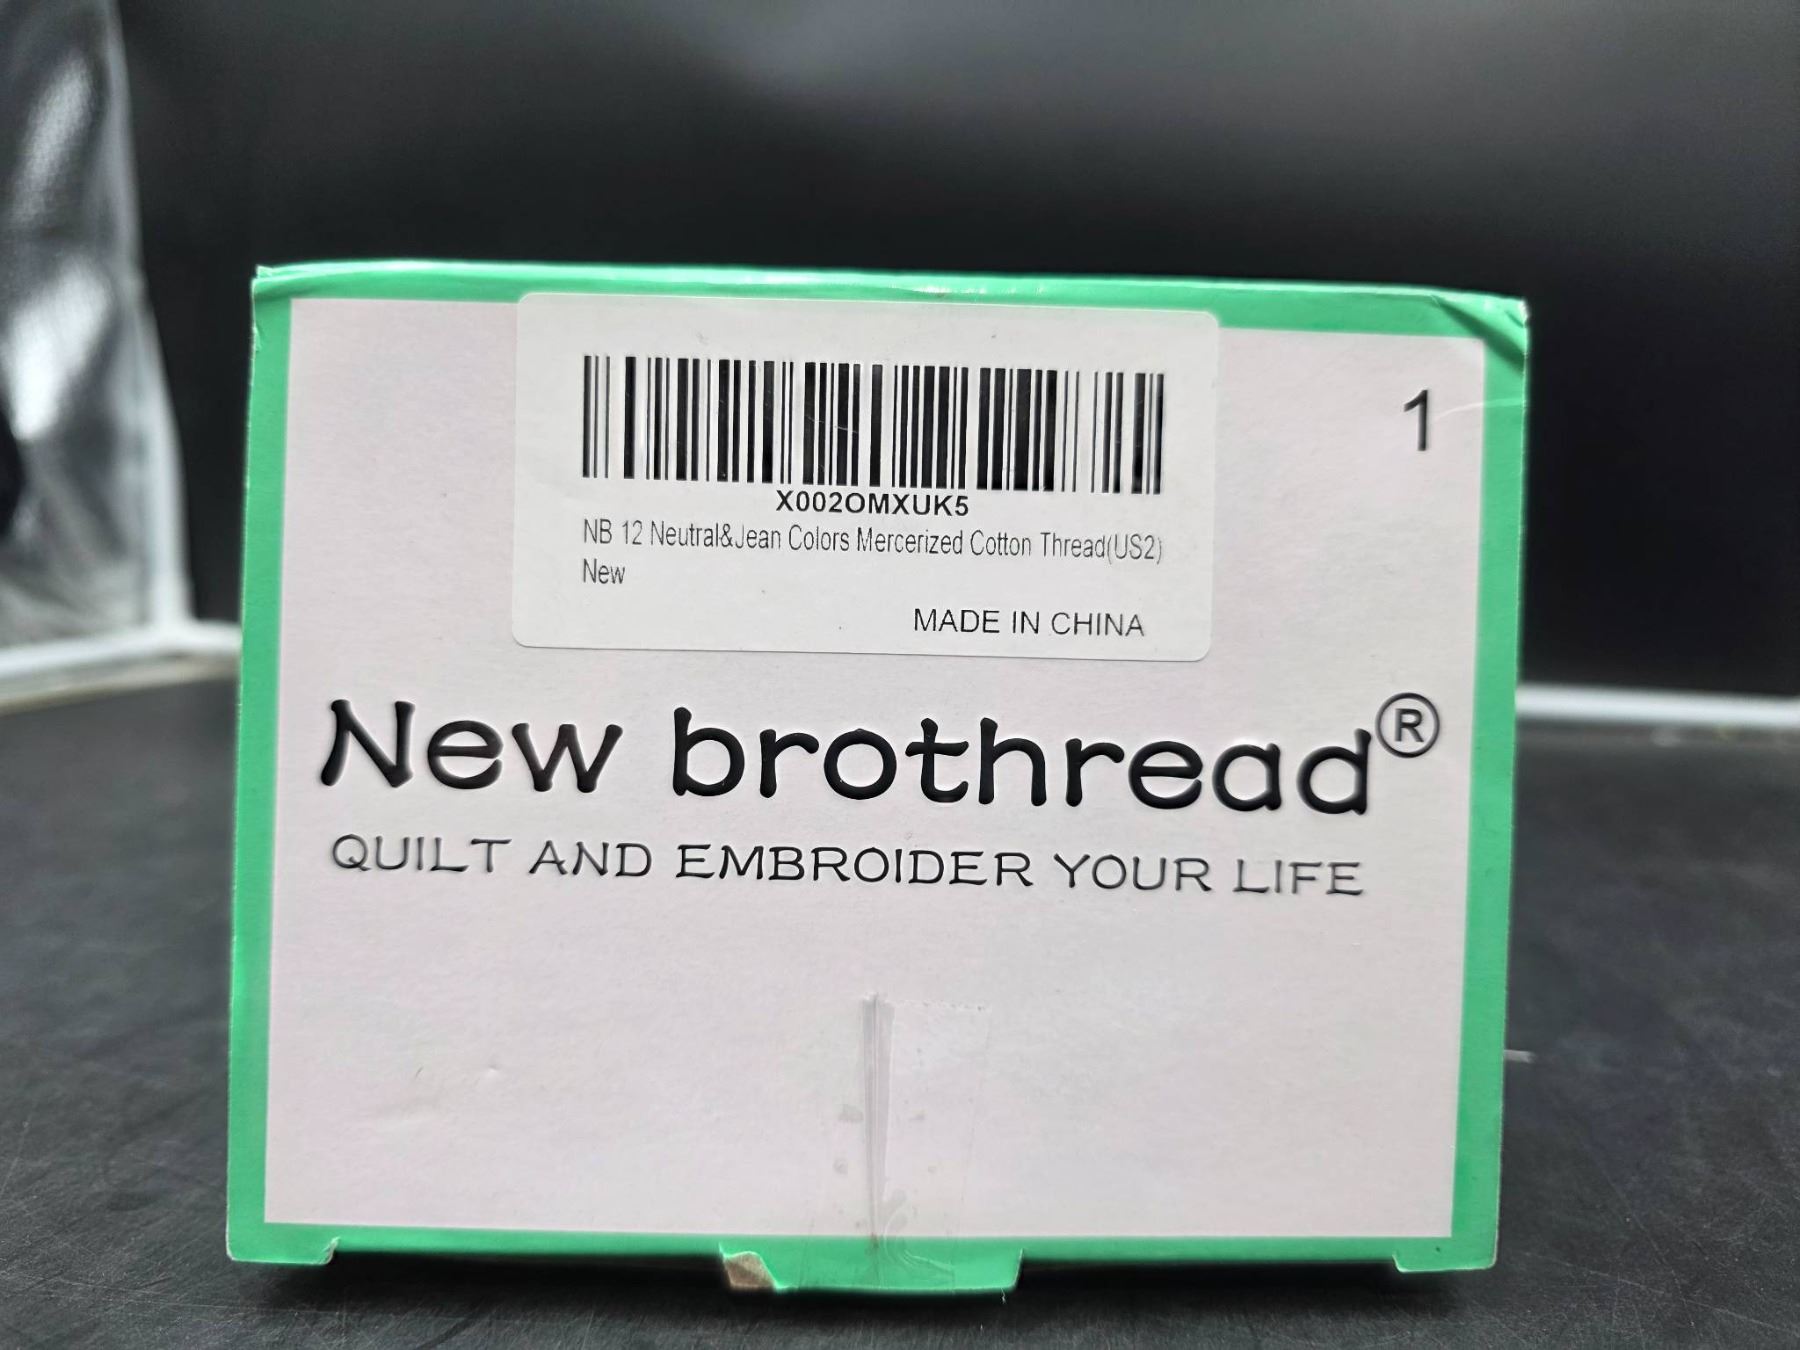 1
X002OMXUK5
NB 12 Neutral&Jean Colors Mercerized Cotton Thread(US2)
New
MADE IN CHINA
New brothread®
QUILT AND EMBROIDER YOUR LIFE